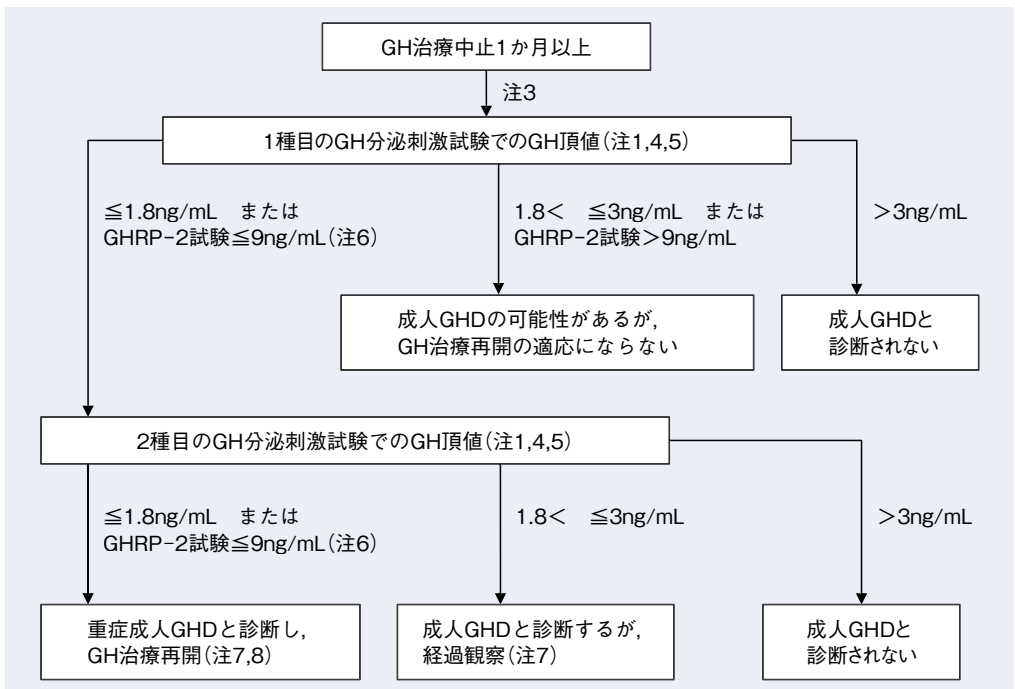 GH治療中止1か月以上
注3
1種目のGH分泌刺激試験でのGH頂値(注1,4,5)
≦1.8ng/mL または
GHRP-2試験≦9ng/mL(注6)
1.8< ≦3ng/mL または
GHRP-2試験>9ng/mL
>3ng/mL
成人GHDの可能性があるが,
GH治療再開の適応にならない
成人GHDと
診断されない
2種目のGH分泌刺激試験でのGH頂値(注1,4,5)
≦1.8ng/mL または
GHRP-2試験≦9ng/mL(注6)
1.8< ≦3ng/mL
>3ng/mL
重症成人GHDと診断し,
GH治療再開(注7,8)
成人GHDと診断するが,
経過観察(注7)
成人GHDと
診断されない